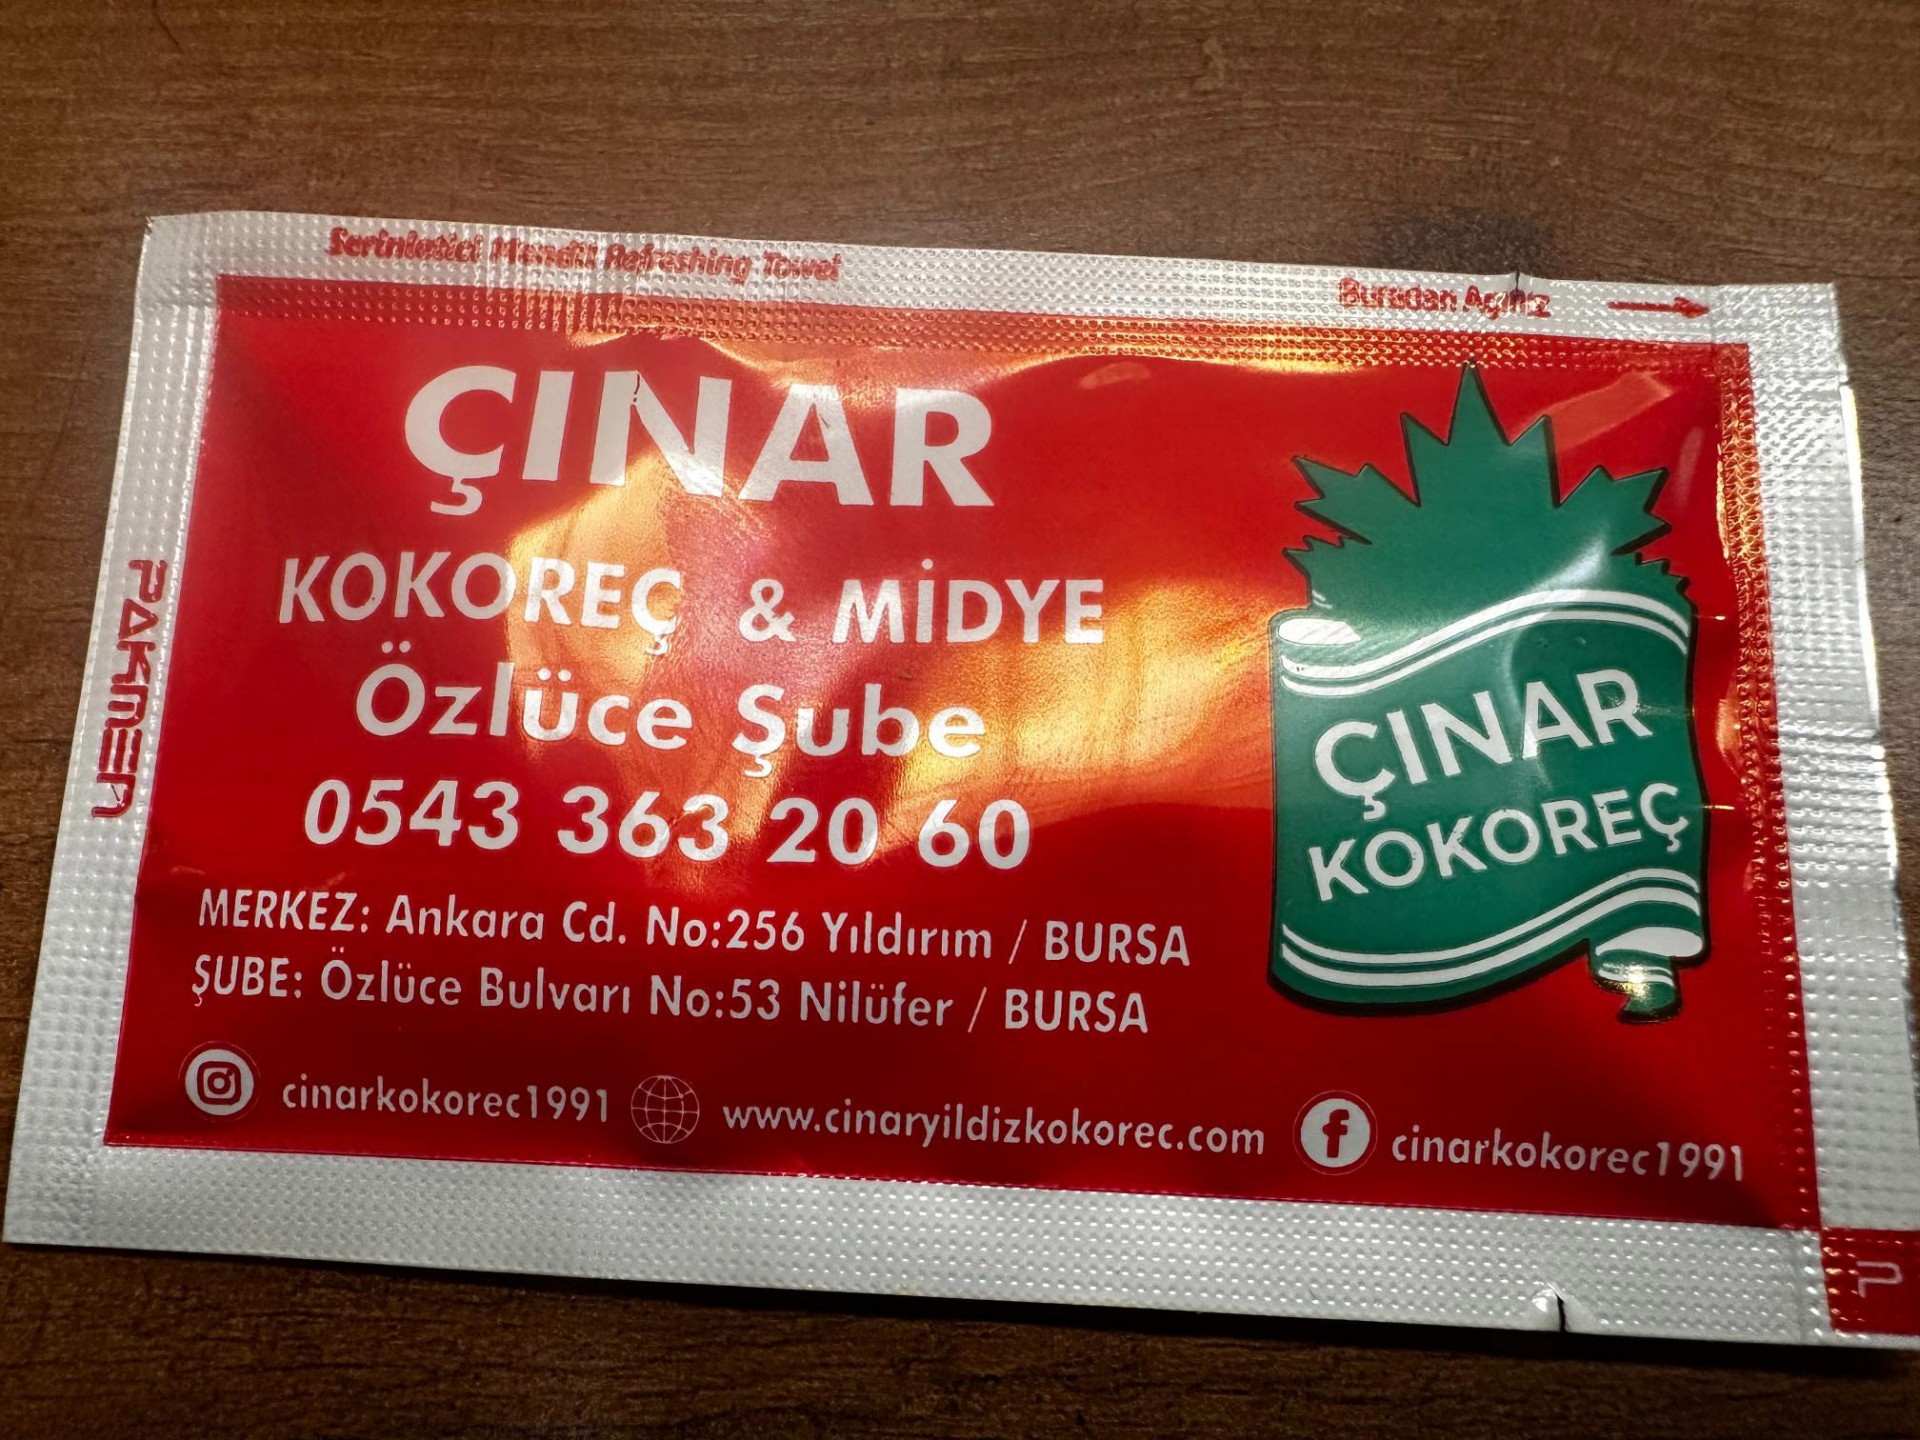 Serinletici Mendil Refreshing Towel
Buradan Açınız
PAKMEN
ÇINAR
KOKOREÇ & MİDYE
Özlüce Şube
0543 363 20 60
MERKEZ: Ankara Cd. No:256 Yıldırım / BURSA
ŞUBE: Özlüce Bulvarı No:53 Nilüfer / BURSA
cinarkokorec1991
www.cinaryildizkokorec.com
cinarkokorec1991
ÇINAR
KOKOREÇ